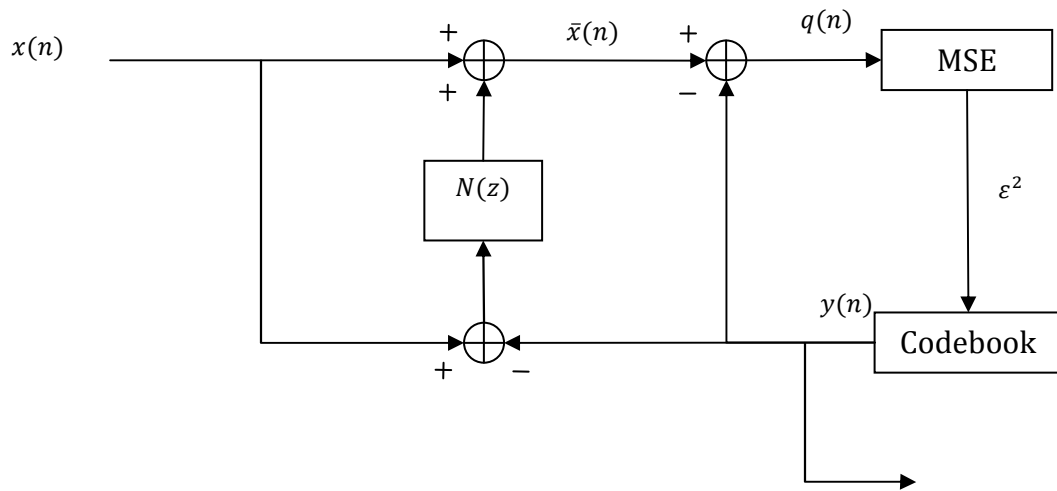 x(n)
+
+
x̄(n)
+
−
q(n)
MSE
N(z)
ε²
y(n)
Codebook
+
−